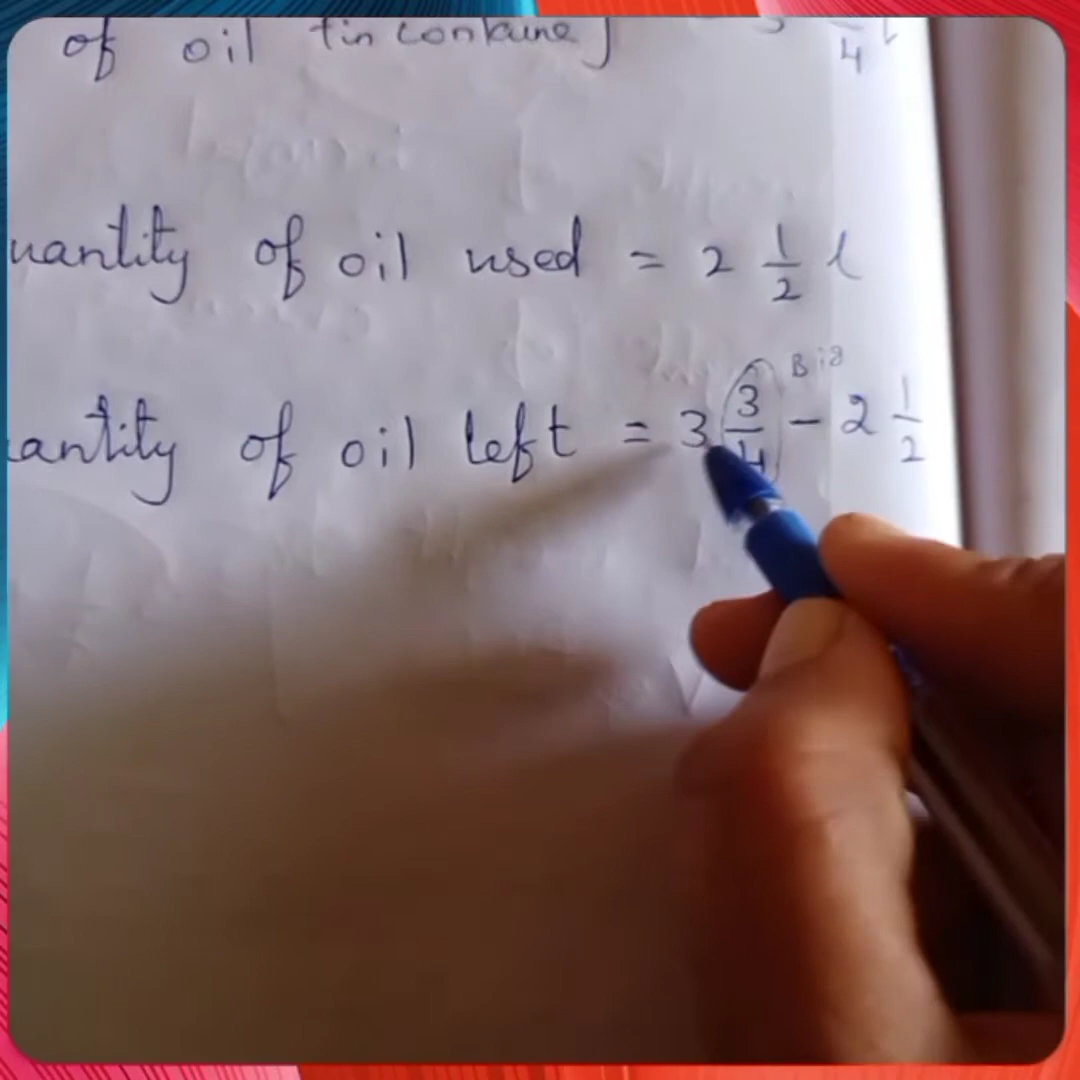 of oil tin
uantity of oil used = 2 1/2 l
Big
antity of oil left = 3 3/4 - 2 1/2